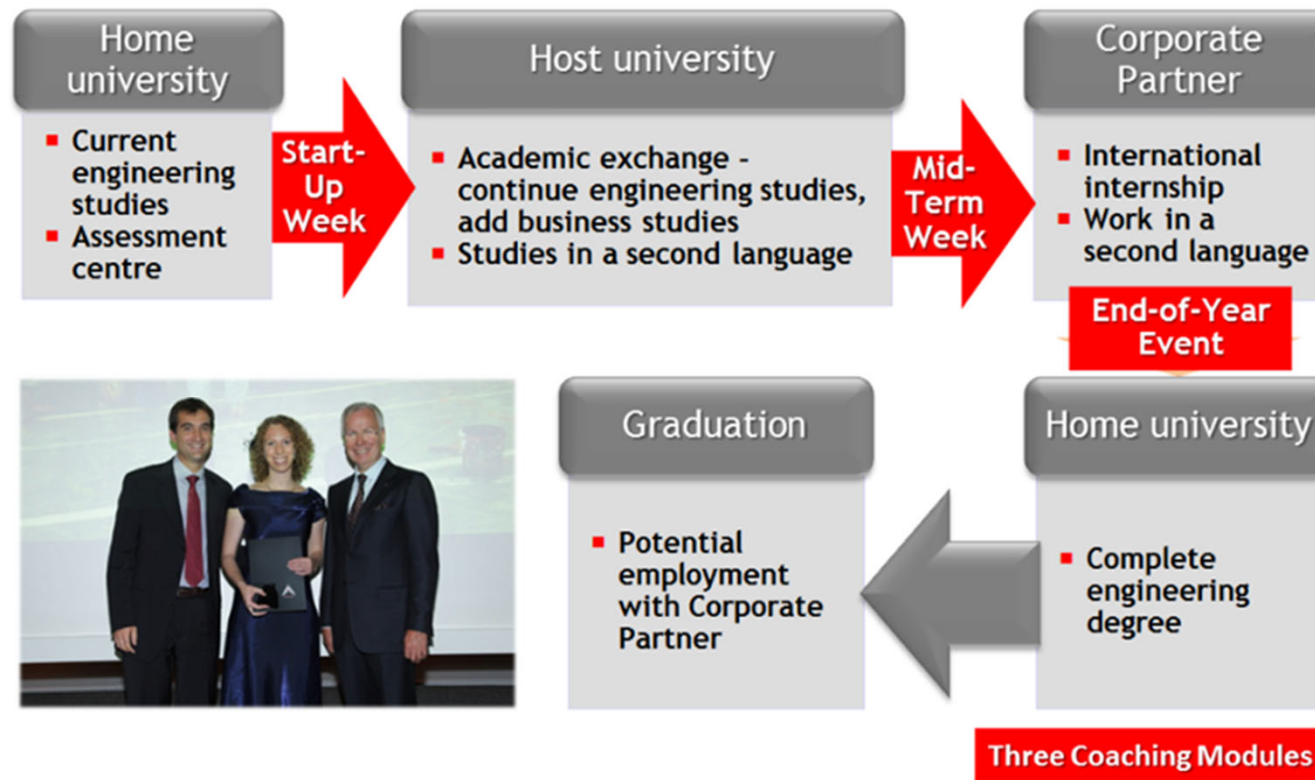 Home
university
Current
engineering
studies
Assessment
centre
Start-
Up
Week
Host university
Academic exchange -
continue engineering studies,
add business studies
Studies in a second language
Mid-
Term
Week
Corporate
Partner
International
internship
Work in a
second language
End-of-Year
Event
Home university
Complete
engineering
degree
Graduation
Potential
employment
with Corporate
Partner
Three Coaching Modules